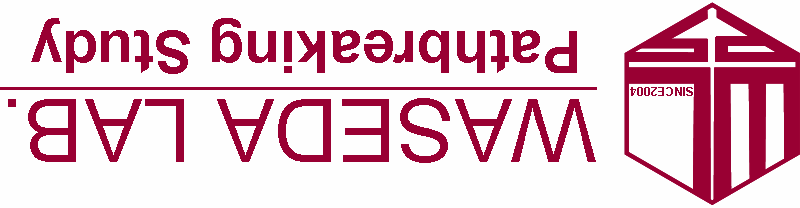 WASEDA LAB.
Pathbreaking Study
SINCE2004